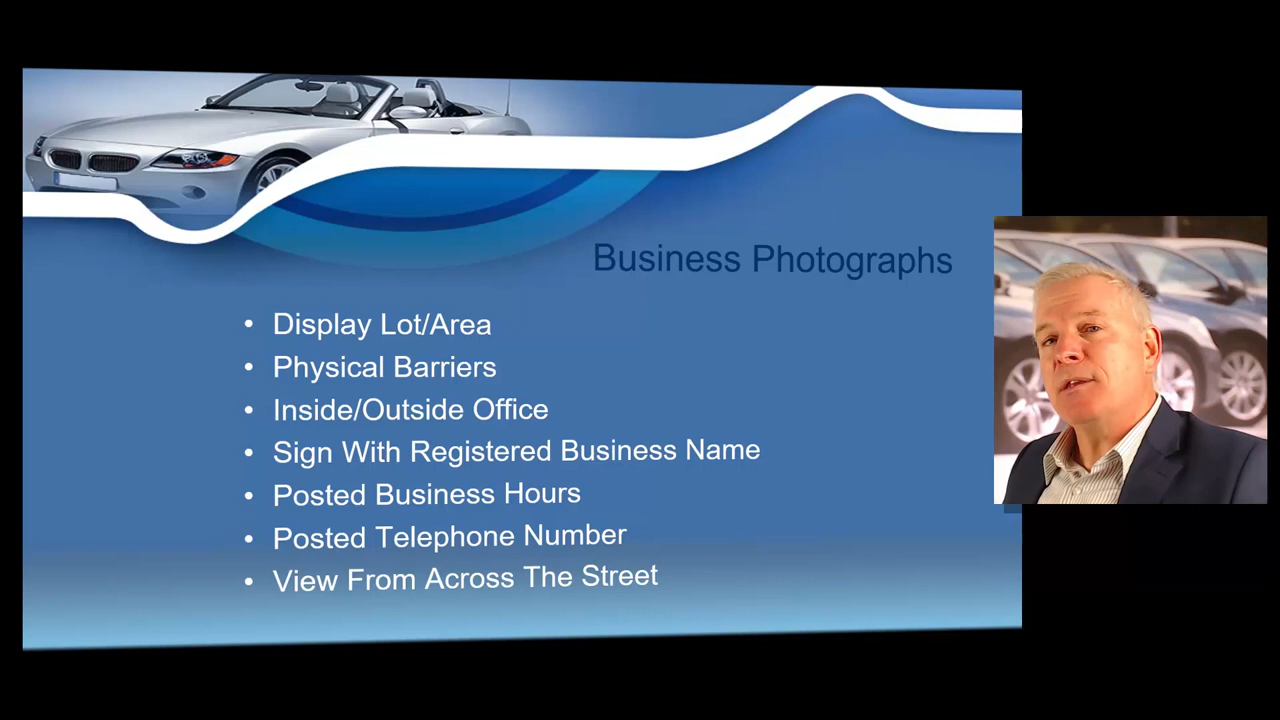 Business Photographs
• Display Lot/Area
• Physical Barriers
• Inside/Outside Office
• Sign With Registered Business Name
• Posted Business Hours
• Posted Telephone Number
• View From Across The Street